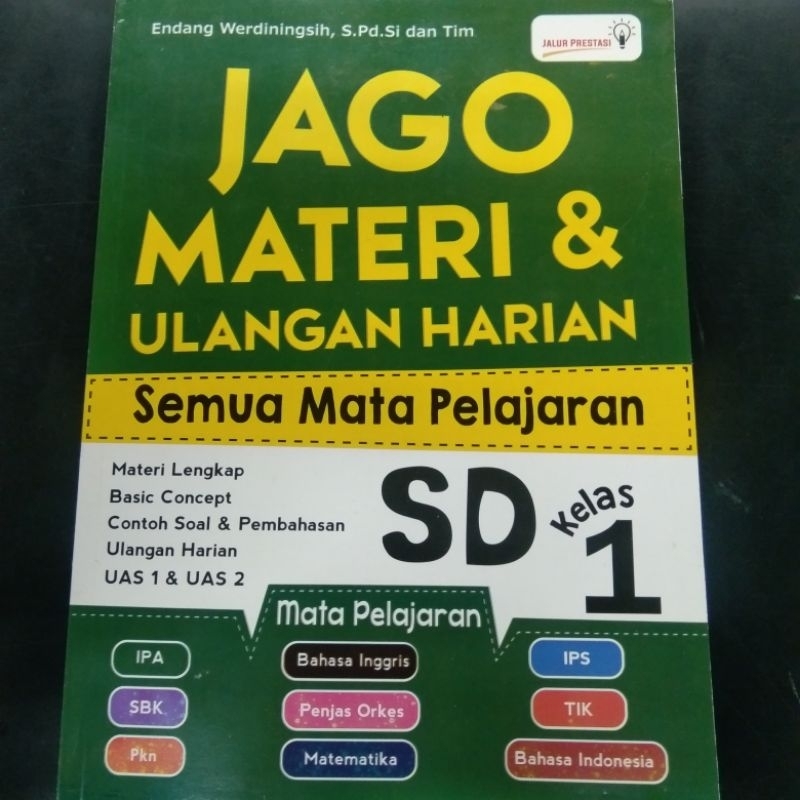 Endang Werdiningsih, S.Pd.Si dan Tim
JALUR PRESTASI
JAGO
MATERI &
ULANGAN HARIAN
Semua Mata Pelajaran
Materi Lengkap
Basic Concept
Contoh Soal & Pembahasan
Ulangan Harian
UAS 1 & UAS 2
SD
Kelas
1
Mata Pelajaran
IPA
Bahasa Inggris
IPS
SBK
Penjas Orkes
TIK
Pkn
Matematika
Bahasa Indonesia